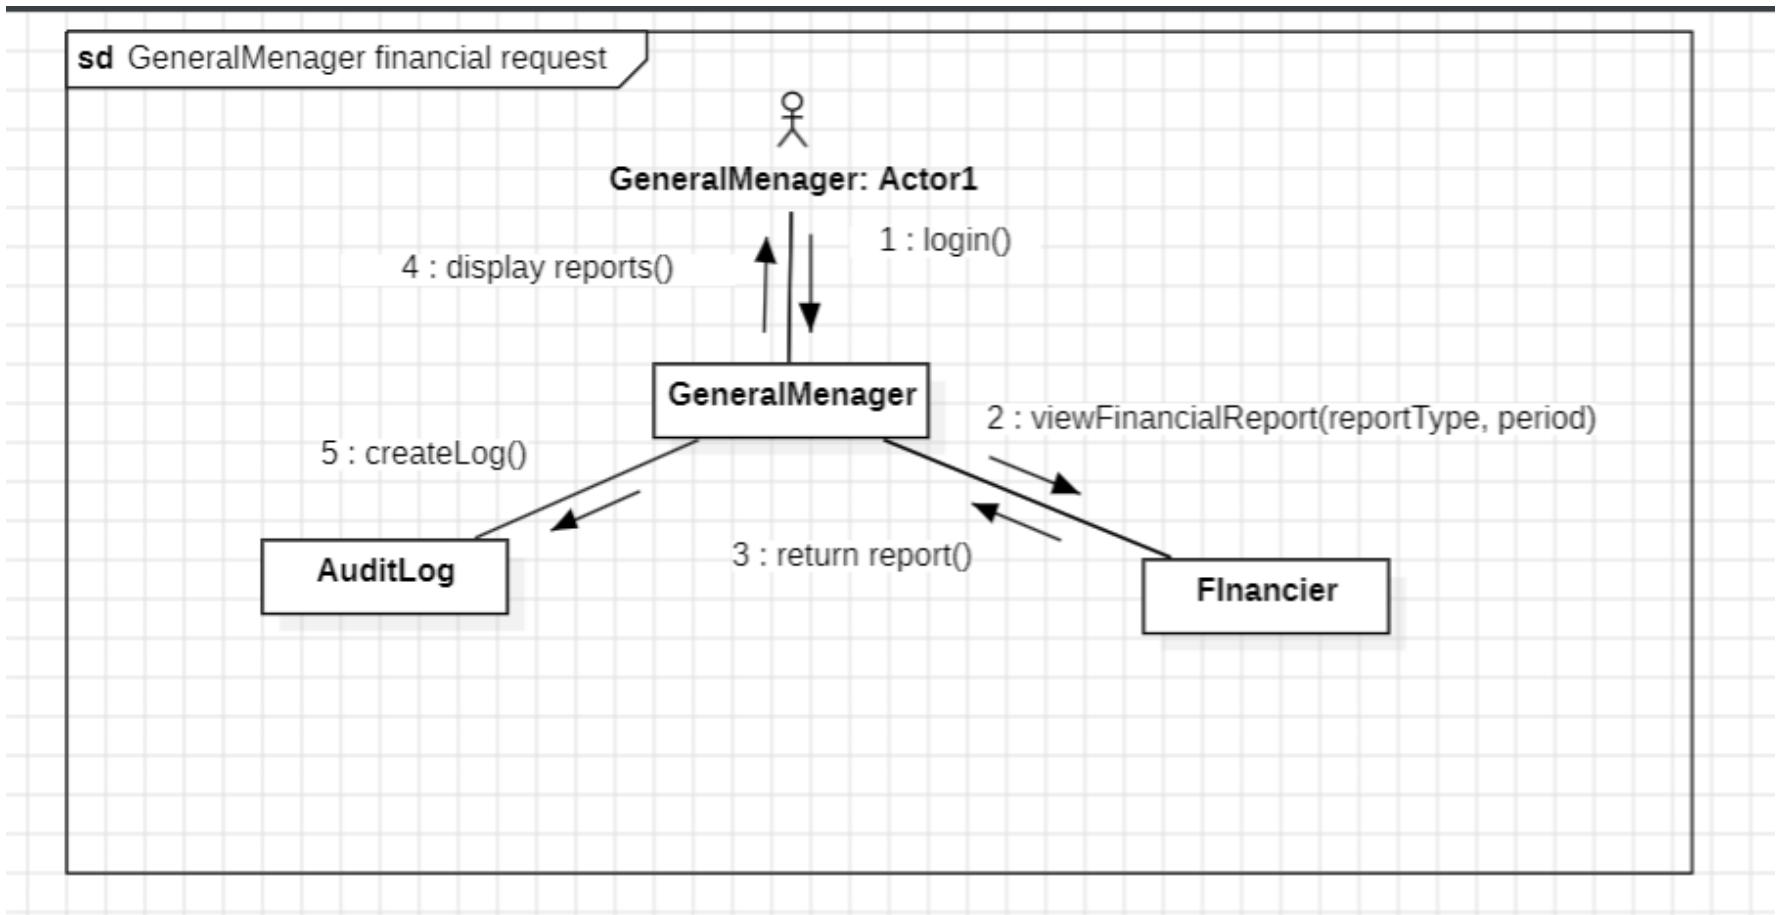 sd GeneralMenager financial request
GeneralMenager: Actor1
1 : login()
4 : display reports()
GeneralMenager
2 : viewFinancialReport(reportType, period)
5 : createLog()
3 : return report()
AuditLog
FInancier